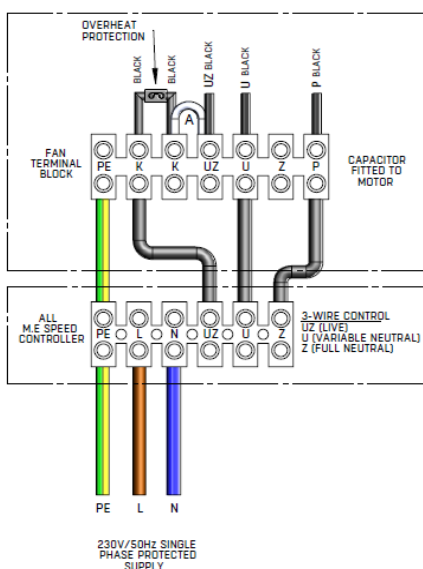 OVERHEAT
PROTECTION
BLACK
BLACK
UZ BLACK
U BLACK
P BLACK
A
FAN
TERMINAL
BLOCK
PE K K UZ U Z P
CAPACITOR
FITTED TO
MOTOR
ALL
M.E SPEED
CONTROLLER
PE L N UZ U Z
3-WIRE CONTROL
UZ (LIVE)
U (VARIABLE NEUTRAL)
Z (FULL NEUTRAL)
PE L N
230V/50Hz SINGLE
PHASE PROTECTED
SUPPLY